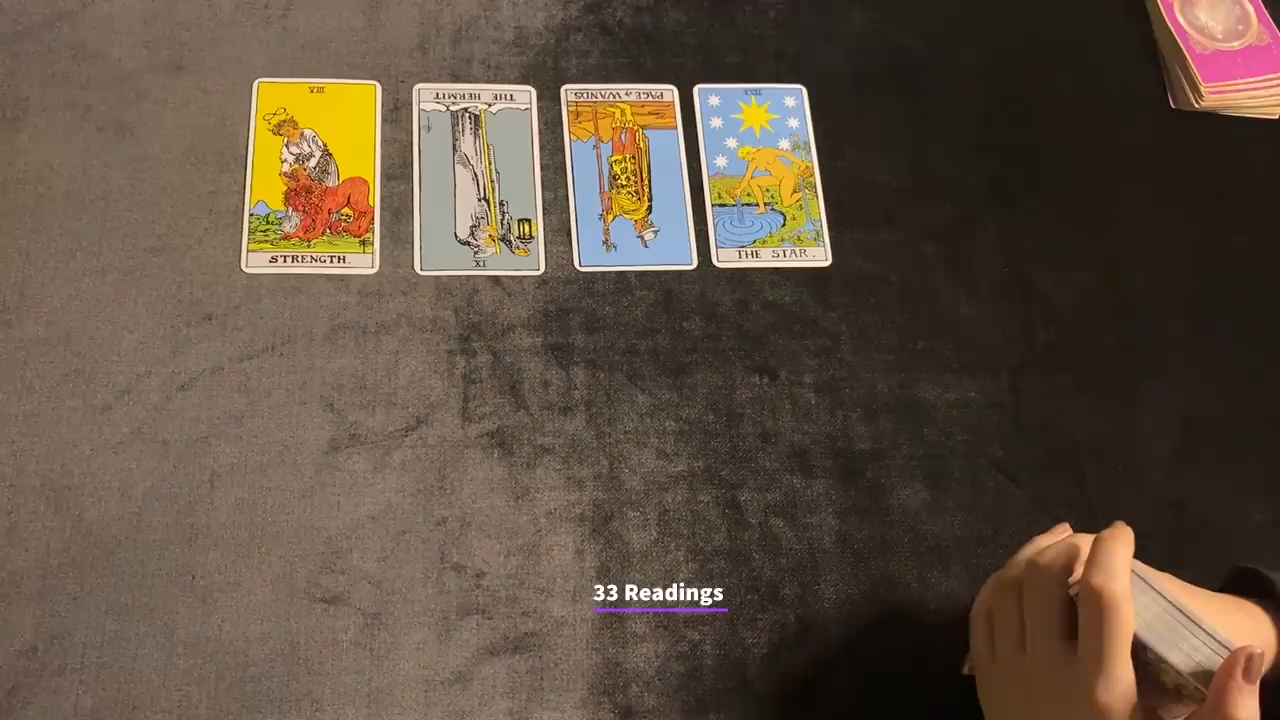 VIII
STRENGTH.
THE HERMIT.
IX
PAGE of WANDS.
XVII
THE STAR.
33 Readings